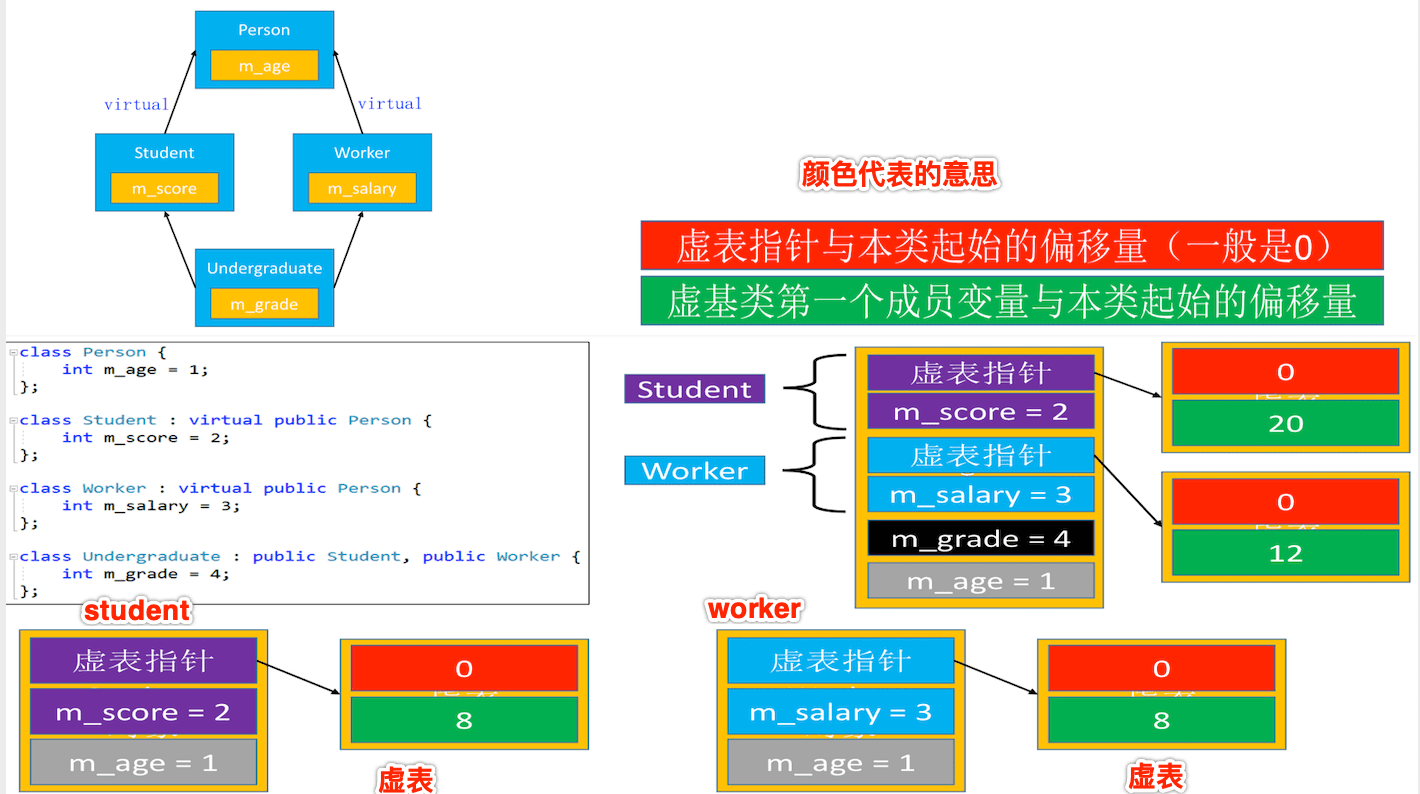 Person
m_age
virtual
virtual
Student
m_score
Worker
m_salary
Undergraduate
m_grade
颜色代表的意思
虚表指针与本类起始的偏移量（一般是0）
虚基类第一个成员变量与本类起始的偏移量
class Person {
int m_age = 1;
};
class Student : virtual public Person {
int m_score = 2;
};
class Worker : virtual public Person {
int m_salary = 3;
};
class Undergraduate : public Student, public Worker {
int m_grade = 4;
};
Student
Worker
虚表指针
m_score = 2
虚表指针
m_salary = 3
m_grade = 4
m_age = 1
0
20
0
12
student
虚表指针
m_score = 2
m_age = 1
0
8
虚表
worker
虚表指针
m_salary = 3
m_age = 1
0
8
虚表